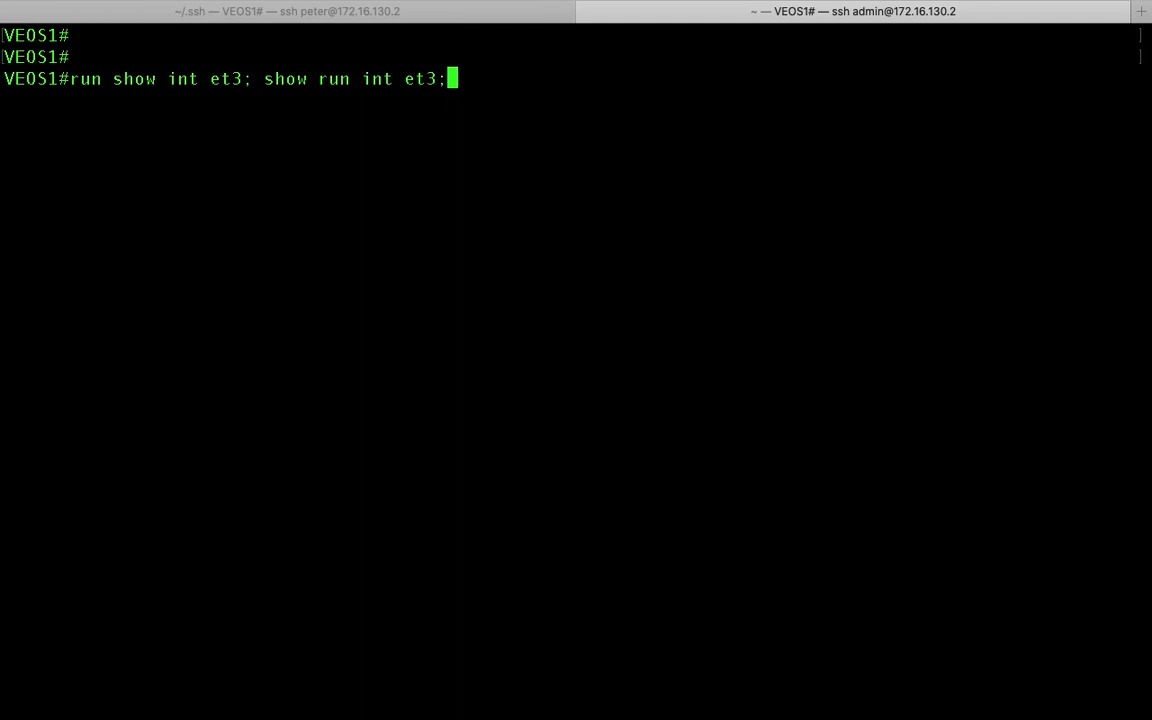 ~/.ssh — VEOS1# — ssh peter@172.16.130.2
~ — VEOS1# — ssh admin@172.16.130.2
+
[VEOS1# ]
[VEOS1# ]
VEOS1#run show int et3; show run int et3;